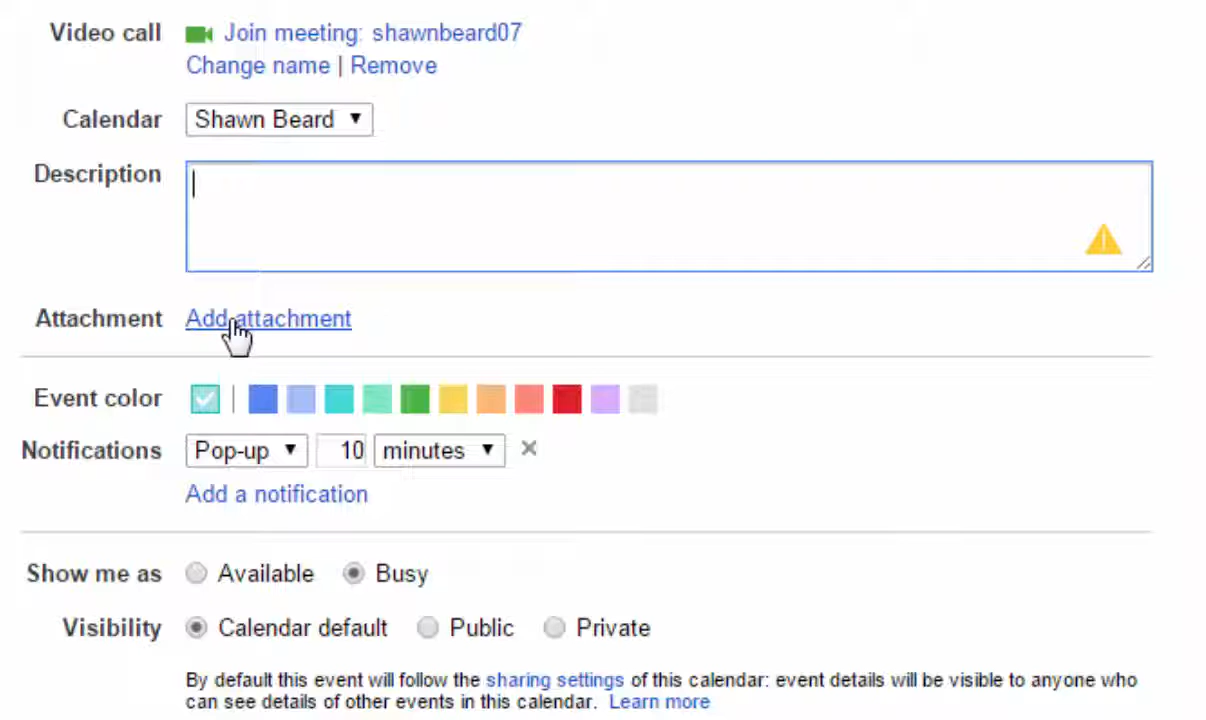 Video call Join meeting: shawnbeard07
Change name | Remove
Calendar Shawn Beard
Description
Attachment Add attachment
Event color
Notifications Pop-up 10 minutes
Add a notification
Show me as Available Busy
Visibility Calendar default Public Private
By default this event will follow the sharing settings of this calendar: event details will be visible to anyone who
can see details of other events in this calendar. Learn more